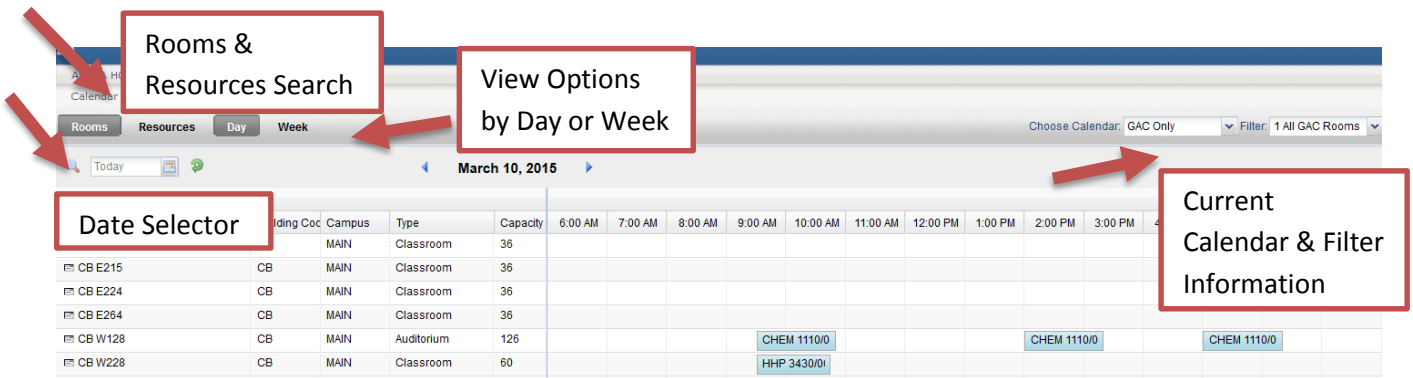 Rooms &
Resources Search
View Options
by Day or Week
Calendar
Rooms Resources Day Week
Choose Calendar: GAC Only Filter: 1 All GAC Rooms
Today
March 10, 2015
Date Selector
Current
Calendar & Filter
Information
Campus Type Capacity 6:00 AM 7:00 AM 8:00 AM 9:00 AM 10:00 AM 11:00 AM 12:00 PM 1:00 PM 2:00 PM 3:00 PM
MAIN Classroom 36
CB E215 CB MAIN Classroom 36
CB E224 CB MAIN Classroom 36
CB E264 CB MAIN Classroom 36
CB W128 CB MAIN Auditorium 126 CHEM 1110/0 CHEM 1110/0 CHEM 1110/0
CB W228 CB MAIN Classroom 60 HHP 3430/0